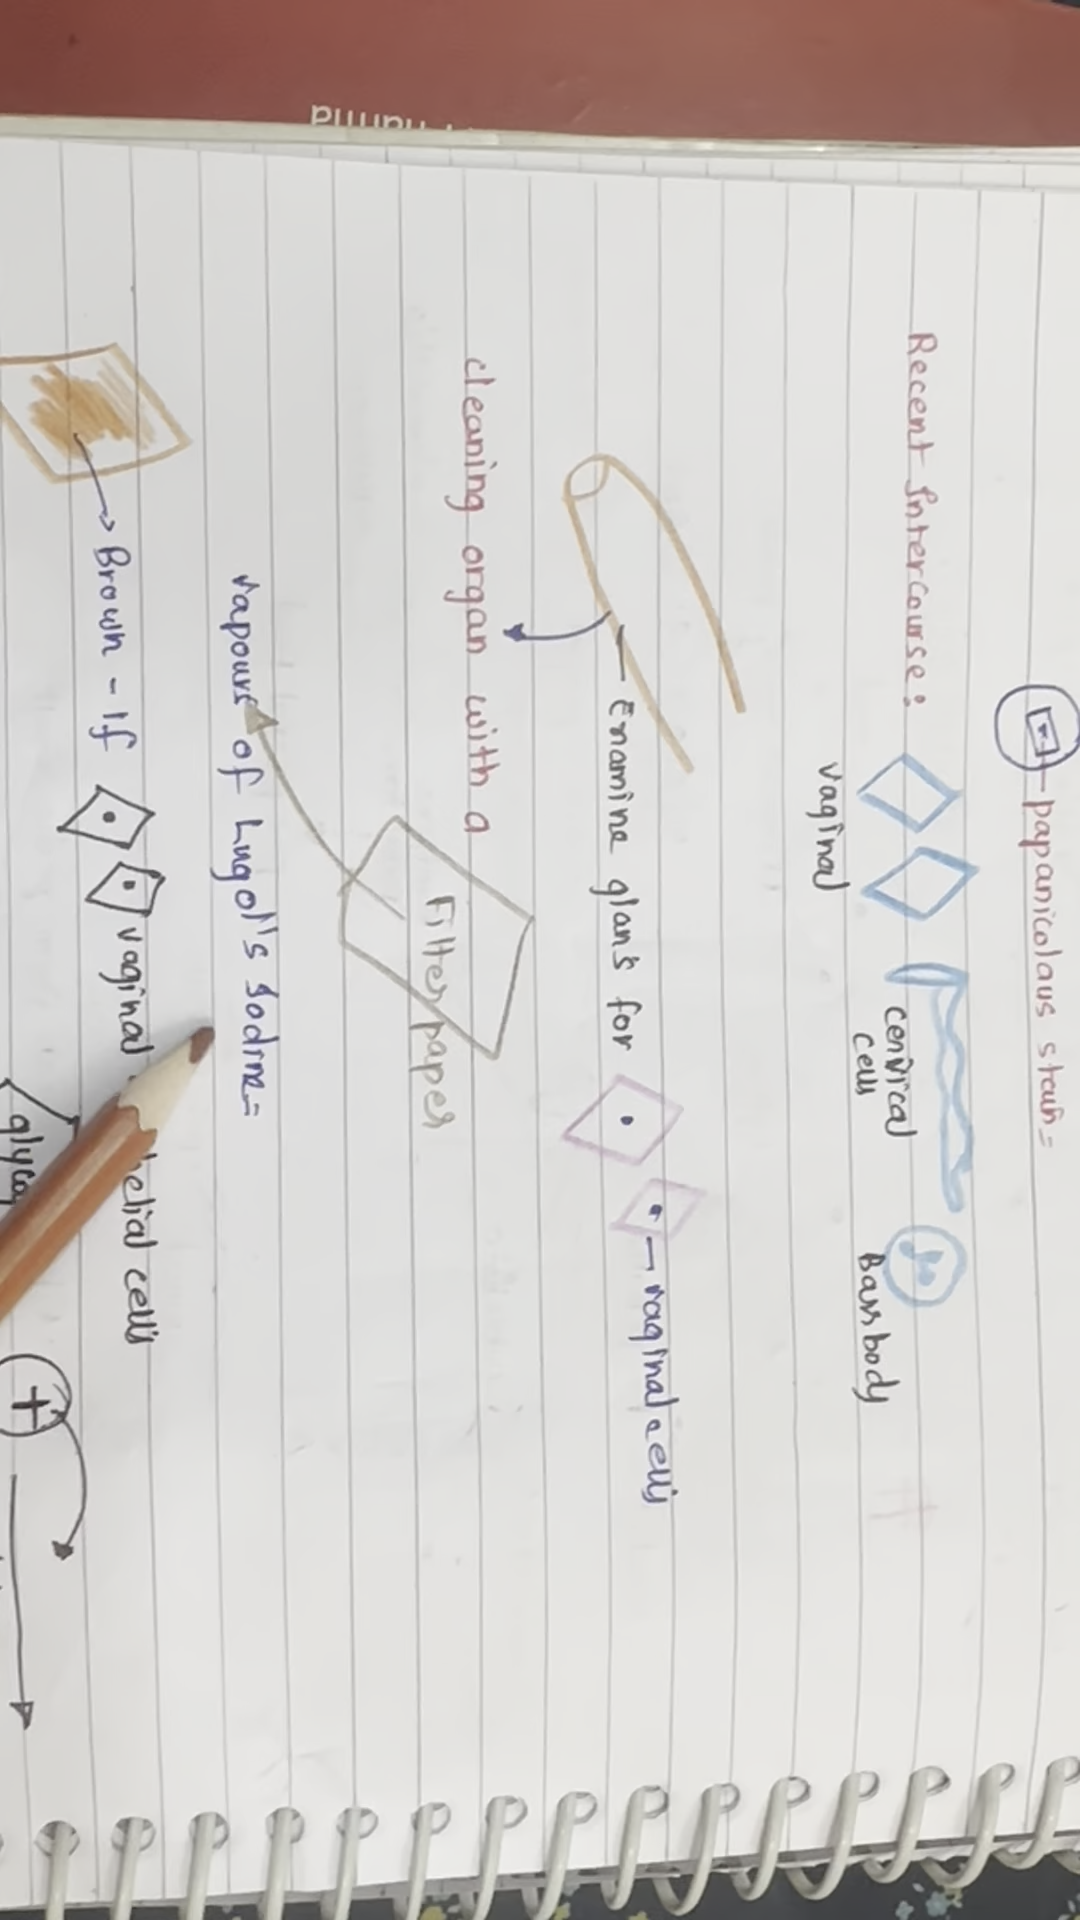 papanicolaus stain=
Recent Intercourse:
vaginal
cervical
cells
Barr body
Examine glans for
vaginal cells
cleaning organ with a
Filter paper
vapours of Lugol's Iodine=
Brown - If
vaginal
helial cells
+